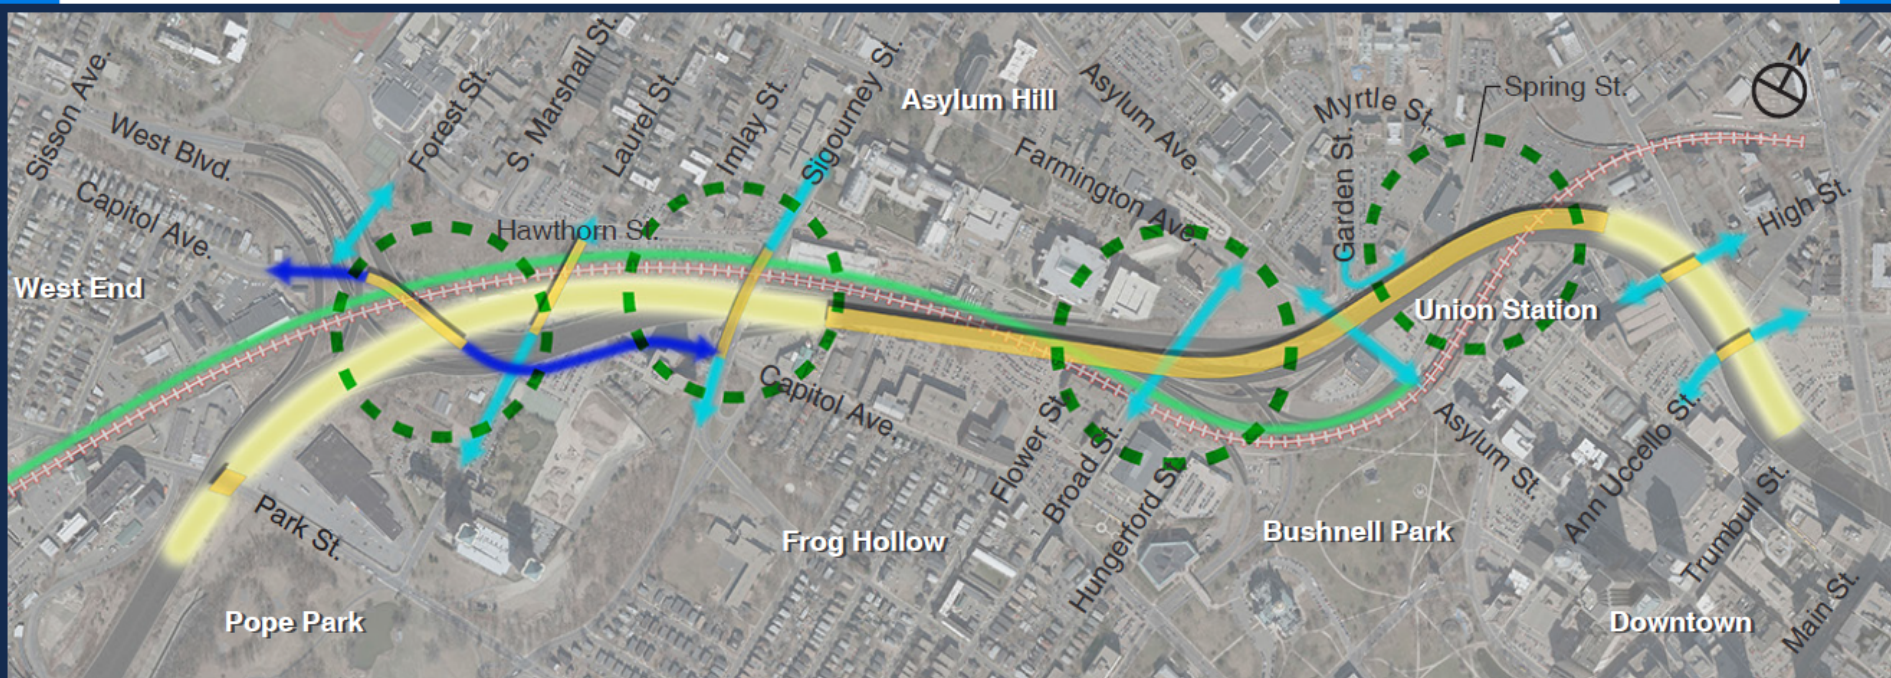 N
Sisson Ave.
West Blvd.
Capitol Ave.
West End
Forest St.
S. Marshall St.
Laurel St.
Imlay St.
Sigourney St.
Hawthorn St.
Asylum Hill
Asylum Ave.
Farmington Ave.
Myrtle St.
Garden St.
Spring St.
High St.
Union Station
Capitol Ave.
Flower St.
Broad St.
Hungerford St.
Asylum St.
Ann Uccello St.
Trumbull St.
Main St.
Park St.
Frog Hollow
Bushnell Park
Pope Park
Downtown